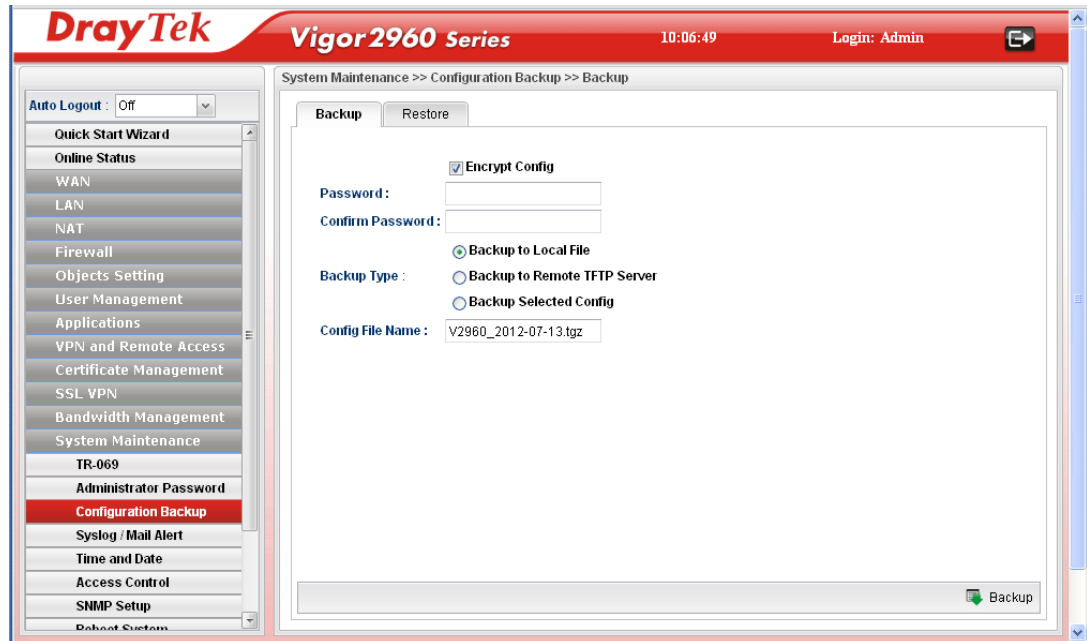 DrayTek
Vigor2960 Series
10:06:49
Login: Admin
Auto Logout : Off
Quick Start Wizard
Online Status
WAN
LAN
NAT
Firewall
Objects Setting
User Management
Applications
VPN and Remote Access
Certificate Management
SSL VPN
Bandwidth Management
System Maintenance
TR-069
Administrator Password
Configuration Backup
Syslog / Mail Alert
Time and Date
Access Control
SNMP Setup
Reboot System
System Maintenance >> Configuration Backup >> Backup
Backup
Restore
Encrypt Config
Password :
Confirm Password :
Backup to Local File
Backup Type :
Backup to Remote TFTP Server
Backup Selected Config
Config File Name : V2960_2012-07-13.tgz
Backup